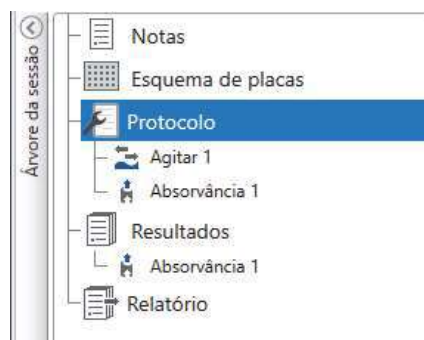 Árvore da sessão
Notas
Esquema de placas
Protocolo
Agitar 1
Absorvância 1
Resultados
Absorvância 1
Relatório